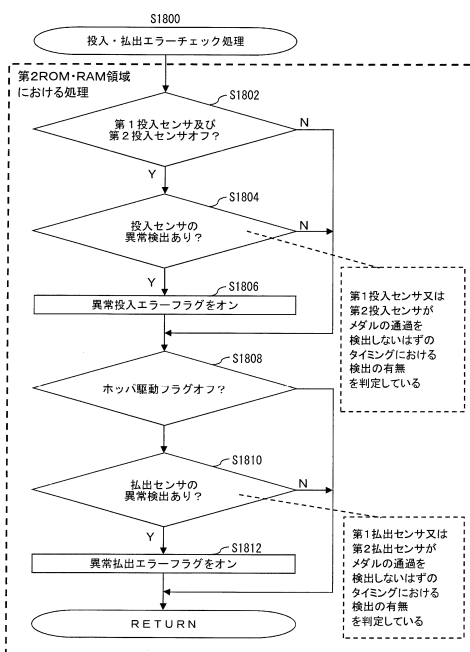 S1800
投入・払出エラーチェック処理
第2ROM・RAM領域
における処理
S1802
第1投入センサ及び
第2投入センサオフ？
N
Y
S1804
投入センサの
異常検出あり？
N
Y
S1806
異常投入エラーフラグをオン
第1投入センサ又は
第2投入センサが
メダルの通過を
検出しないはずの
タイミングにおける
検出の有無
を判定している
S1808
ホッパ駆動フラグオフ？
S1810
払出センサの
異常検出あり？
N
Y
S1812
異常払出エラーフラグをオン
第1払出センサ又は
第2払出センサが
メダルの通過を
検出しないはずの
タイミングにおける
検出の有無
を判定している
RETURN